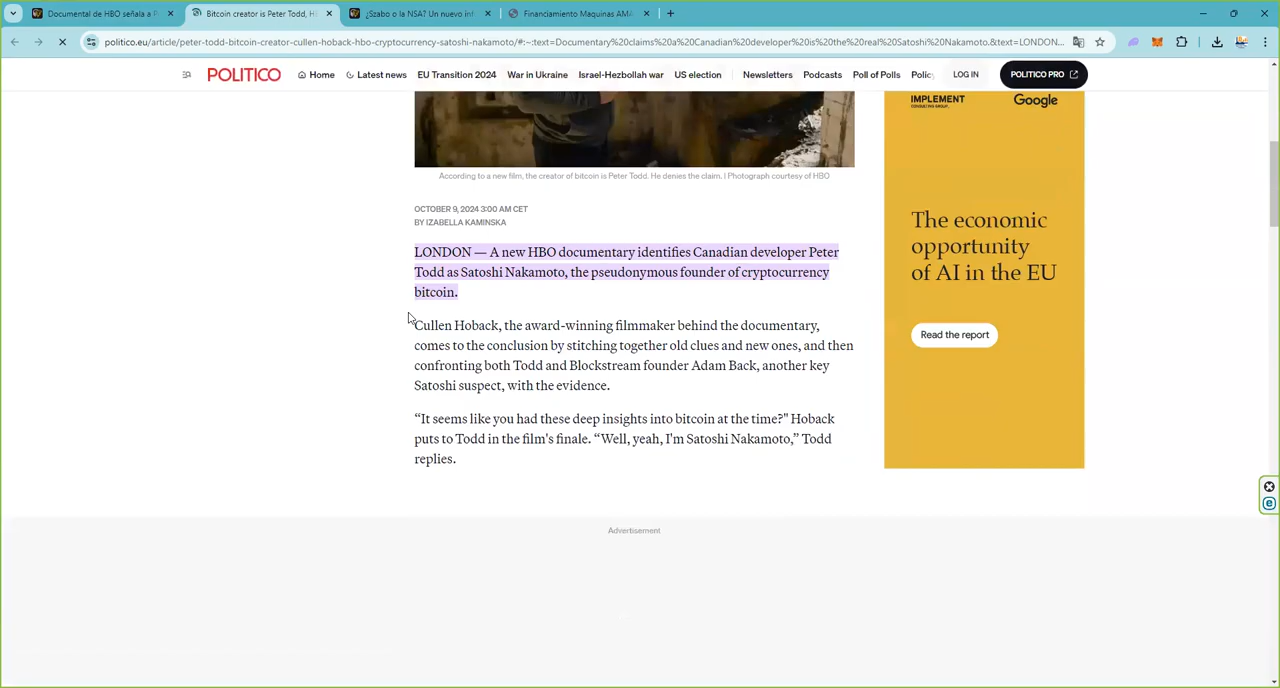 Documental de HBO señala a P
Bitcoin creator is Peter Todd, H
¿Szabo o la NSA? Un nuevo in
Financiamiento Maquinas AM
politico.eu/article/peter-todd-bitcoin-creator-cullen-hoback-hbo-cryptocurrency-satoshi-nakamoto/#:~:text=Documentary%20claims%20a%20Canadian%20developer%20is%20the%20real%20Satoshi%20Nakamoto.&text=LONDON...
POLITICO
Home
Latest news
EU Transition 2024
War in Ukraine
Israel-Hezbollah war
US election
Newsletters
Podcasts
Poll of Polls
Policy
LOG IN
POLITICO PRO
IMPLEMENT
CONSULTING GROUP
Google
According to a new film, the creator of bitcoin is Peter Todd. He denies the claim. | Photograph courtesy of HBO
OCTOBER 9, 2024 3:00 AM CET
BY IZABELLA KAMINSKA
LONDON — A new HBO documentary identifies Canadian developer Peter
Todd as Satoshi Nakamoto, the pseudonymous founder of cryptocurrency
bitcoin.
Cullen Hoback, the award-winning filmmaker behind the documentary,
comes to the conclusion by stitching together old clues and new ones, and then
confronting both Todd and Blockstream founder Adam Back, another key
Satoshi suspect, with the evidence.
“It seems like you had these deep insights into bitcoin at the time?" Hoback
puts to Todd in the film's finale. “Well, yeah, I'm Satoshi Nakamoto,” Todd
replies.
The economic
opportunity
of AI in the EU
Read the report
Advertisement